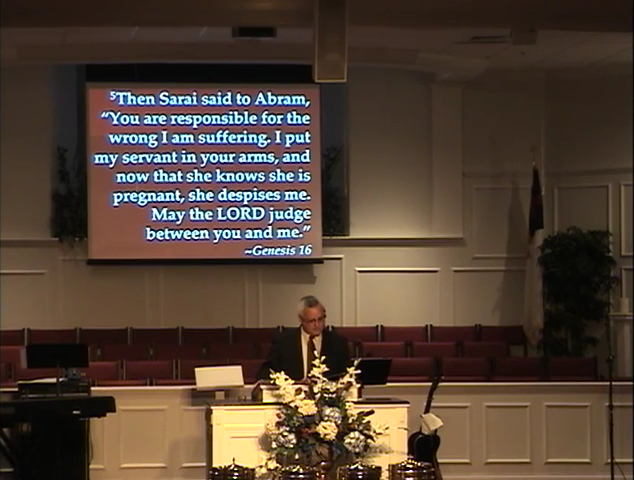 ⁵Then Sarai said to Abram,
“You are responsible for the
wrong I am suffering. I put
my servant in your arms, and
now that she knows she is
pregnant, she despises me.
May the LORD judge
between you and me.”
~Genesis 16